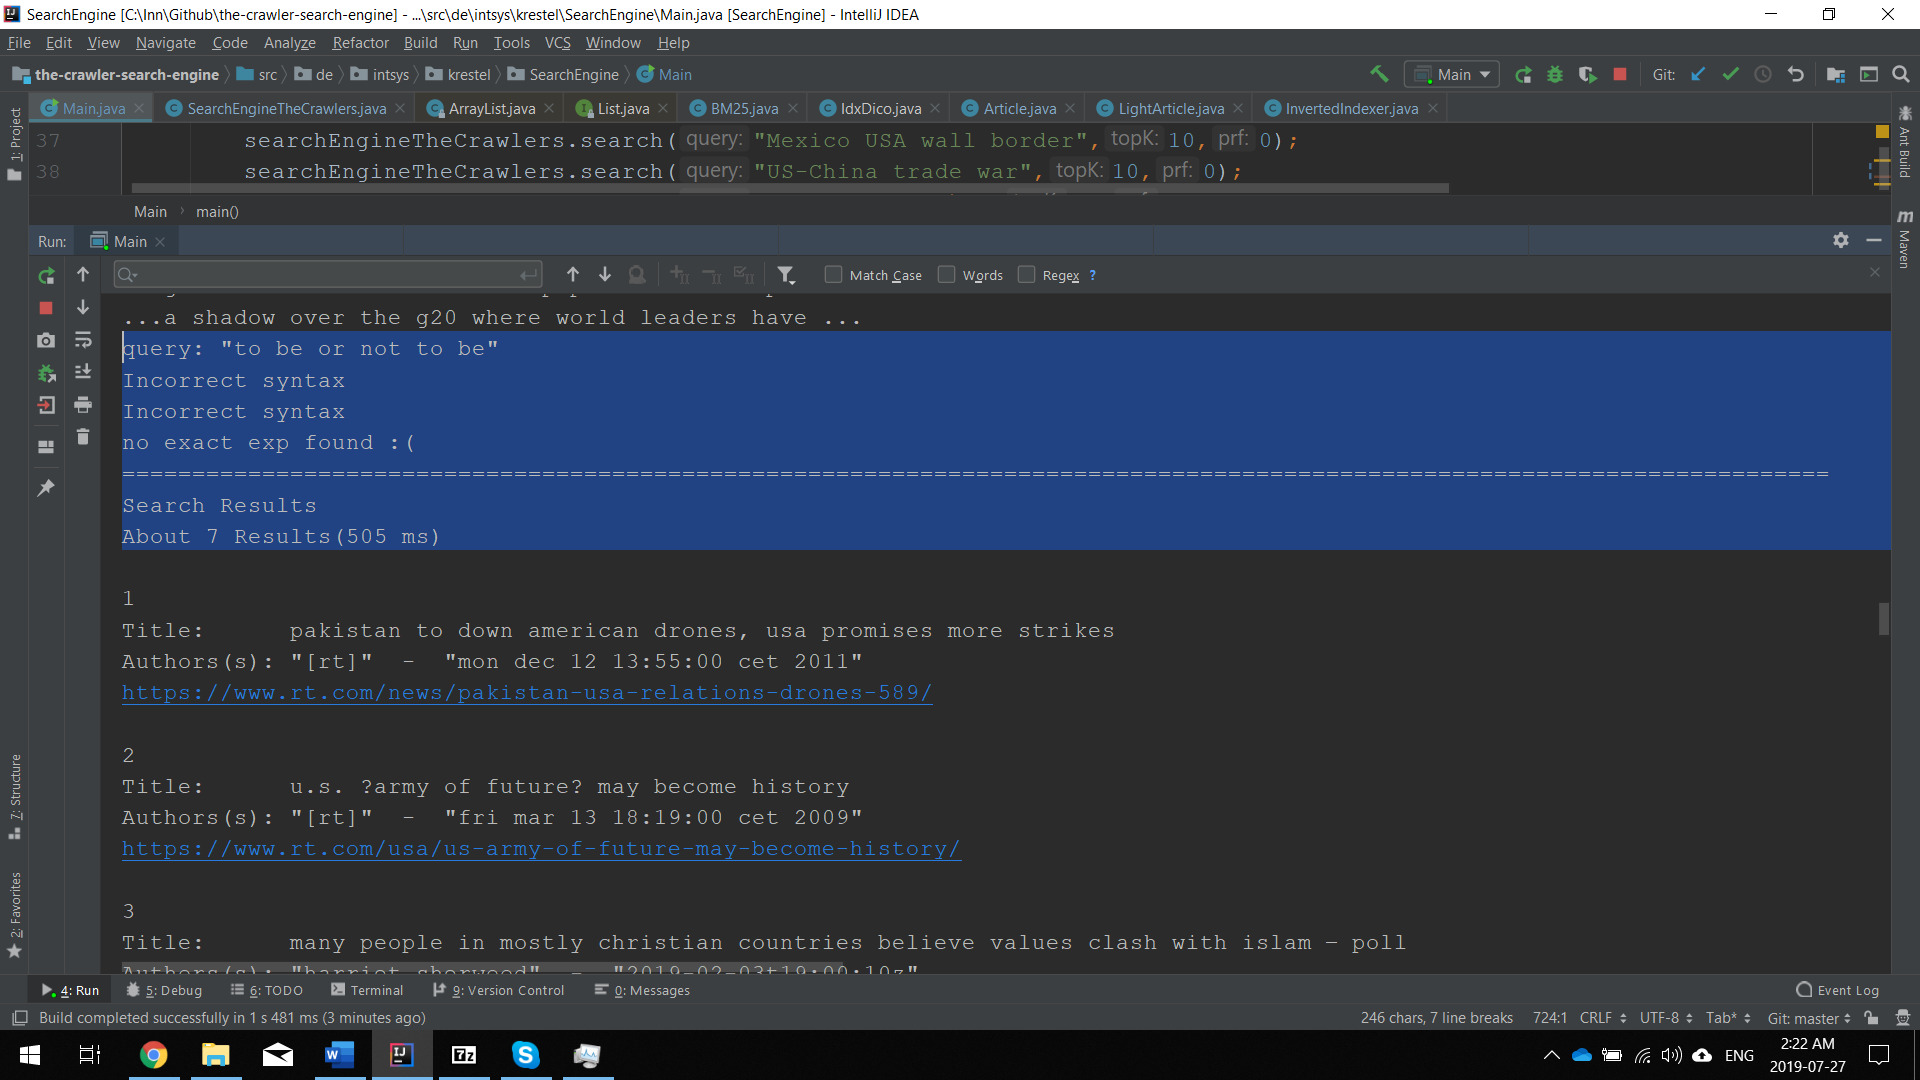 SearchEngine [C:\Inn\Github\the-crawler-search-engine] - ...\src\de\intsys\krestel\SearchEngine\Main.java [SearchEngine] - IntelliJ IDEA
File Edit View Navigate Code Analyze Refactor Build Run Tools VCS Window Help
the-crawler-search-engine src de intsys krestel SearchEngine Main Main Git:
Main.java SearchEngineTheCrawlers.java ArrayList.java List.java BM25.java IdxDico.java Article.java LightArticle.java InvertedIndexer.java
37 searchEngineTheCrawlers.search( query: "Mexico USA wall border", topK: 10, prf: 0);
38 searchEngineTheCrawlers.search( query: "US-China trade war", topK: 10, prf: 0);
Main main()
Run: Main
Match Case Words Regex ?
...a shadow over the g20 where world leaders have ...
query: "to be or not to be"
Incorrect syntax
Incorrect syntax
no exact exp found :(
==========================================================================================================================
Search Results
About 7 Results(505 ms)
1
Title: pakistan to down american drones, usa promises more strikes
Authors(s): "[rt]" - "mon dec 12 13:55:00 cet 2011"
https://www.rt.com/news/pakistan-usa-relations-drones-589/
2
Title: u.s. ?army of future? may become history
Authors(s): "[rt]" - "fri mar 13 18:19:00 cet 2009"
https://www.rt.com/usa/us-army-of-future-may-become-history/
3
Title: many people in mostly christian countries believe values clash with islam – poll
Authors(s): "harriet sherwood" - "2019-02-03t19:00:10z"
1: Project
7: Structure
2: Favorites
Ant Build
Maven
4: Run 5: Debug 6: TODO Terminal 9: Version Control 0: Messages Event Log
Build completed successfully in 1 s 481 ms (3 minutes ago) 246 chars, 7 line breaks 724:1 CRLF UTF-8 Tab* Git: master
ENG 2:22 AM
2019-07-27